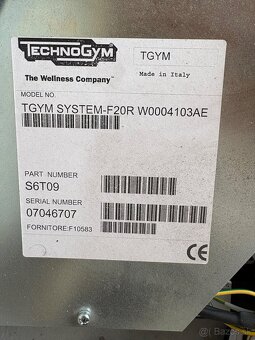 TECHNOGYM
The Wellness Company™
TGYM
Made in Italy
MODEL NO.
TGYM SYSTEM-F20R W0004103AE
PART NUMBER
S6T09
SERIAL NUMBER
07046707
FORNITORE: F10583
CE